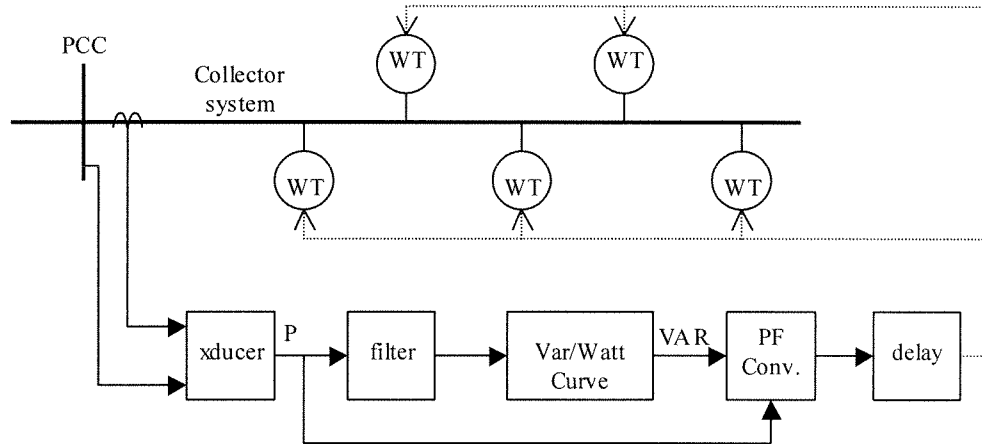 WT
WT
PCC
Collector
system
WT
WT
WT
P
VAR
xducer
filter
Var/Watt
Curve
PF
Conv.
delay